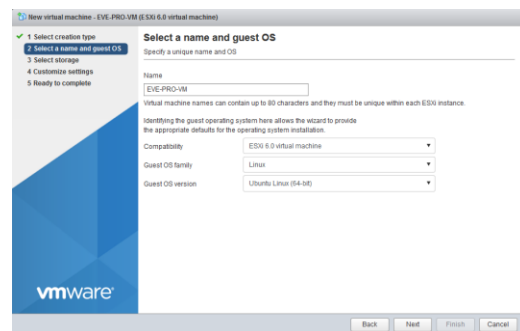 New virtual machine - EVE-PRO-VM (ESXi 6.0 virtual machine)
1 Select creation type
2 Select a name and guest OS
3 Select storage
4 Customize settings
5 Ready to complete
Select a name and guest OS
Specify a unique name and OS
Name
EVE-PRO-VM
Virtual machine names can contain up to 80 characters and they must be unique within each ESXi instance.
Identifying the guest operating system here allows the wizard to provide
the appropriate defaults for the operating system installation.
Compatibility
ESXi 6.0 virtual machine
Guest OS family
Linux
Guest OS version
Ubuntu Linux (64-bit)
vmware
Back
Next
Finish
Cancel